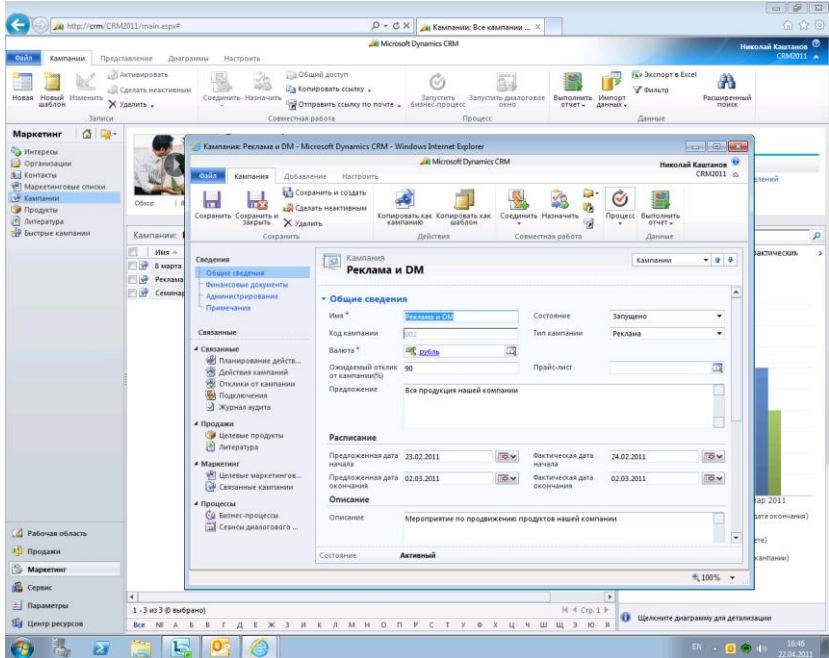 http://crm/CRM2011/main.aspx#
Кампании: Все кампании ...
Microsoft Dynamics CRM
Николай Каштанов
CRM2011
Файл Кампании Представление Диаграммы Настроить
Новая
Новый шаблон
Изменить
Активировать
Сделать неактивным
Удалить
Записи
Соединить
Назначить
Общий доступ
Копировать ссылку
Отправить ссылку по почте
Совместная работа
Запустить бизнес-процесс
Запустить диалоговое окно
Процесс
Выполнить отчет
Импорт данных
Экспорт в Excel
Фильтр
Расширенный поиск
Данные
Маркетинг
Интересы
Организации
Контакты
Маркетинговые списки
Кампании
Продукты
Литература
Быстрые кампании
Обзор
Кампании:
Имя
8 марта
Реклама
Семинар
Рабочая область
Продажи
Маркетинг
Сервис
Параметры
Центр ресурсов
Кампания: Реклама и DM - Microsoft Dynamics CRM - Windows Internet Explorer
Microsoft Dynamics CRM
Николай Каштанов
CRM2011
Файл Кампания Добавление Настроить
Сохранить
Сохранить и закрыть
Сохранить и создать
Сделать неактивным
Удалить
Сохранить
Копировать как кампанию
Копировать как шаблон
Действия
Соединить
Назначить
Совместная работа
Процесс
Выполнить отчет
Данные
Сведения
Общие сведения
Финансовые документы
Администрирование
Примечания
Связанные
Связанные
Планирование действ...
Действия кампаний
Отклики от кампании
Подключения
Журнал аудита
Продажи
Целевые продукты
Литература
Маркетинг
Целевые маркетингов...
Связанные кампании
Процессы
Бизнес-процессы
Сеансы диалогового ...
Кампания
Реклама и DM
Кампании
Общие сведения
Имя * Реклама и DM Состояние Запущено
Код кампании 002 Тип кампании Реклама
Валюта * рубль
Ожидаемый отклик от кампании(%) 90 Прайс-лист
Предложение Вся продукция нашей компании
Расписание
Предложенная дата начала 23.02.2011 Фактическая дата начала 24.02.2011
Предложенная дата окончания 02.03.2011 Фактическая дата окончания 02.03.2011
Описание
Описание Мероприятие по продвижению продуктов нашей компании
Состояние Активный
100%
мар 2011
1 - 3 из 3 (0 выбрано)
Стр. 1
Все № А Б В Г Д Е Ж З И К Л М Н О П Р С Т У Ф Х Ц Ч Ш Щ Э Ю Я
Щелкните диаграмму для детализации
EN
16:46
22.04.2011